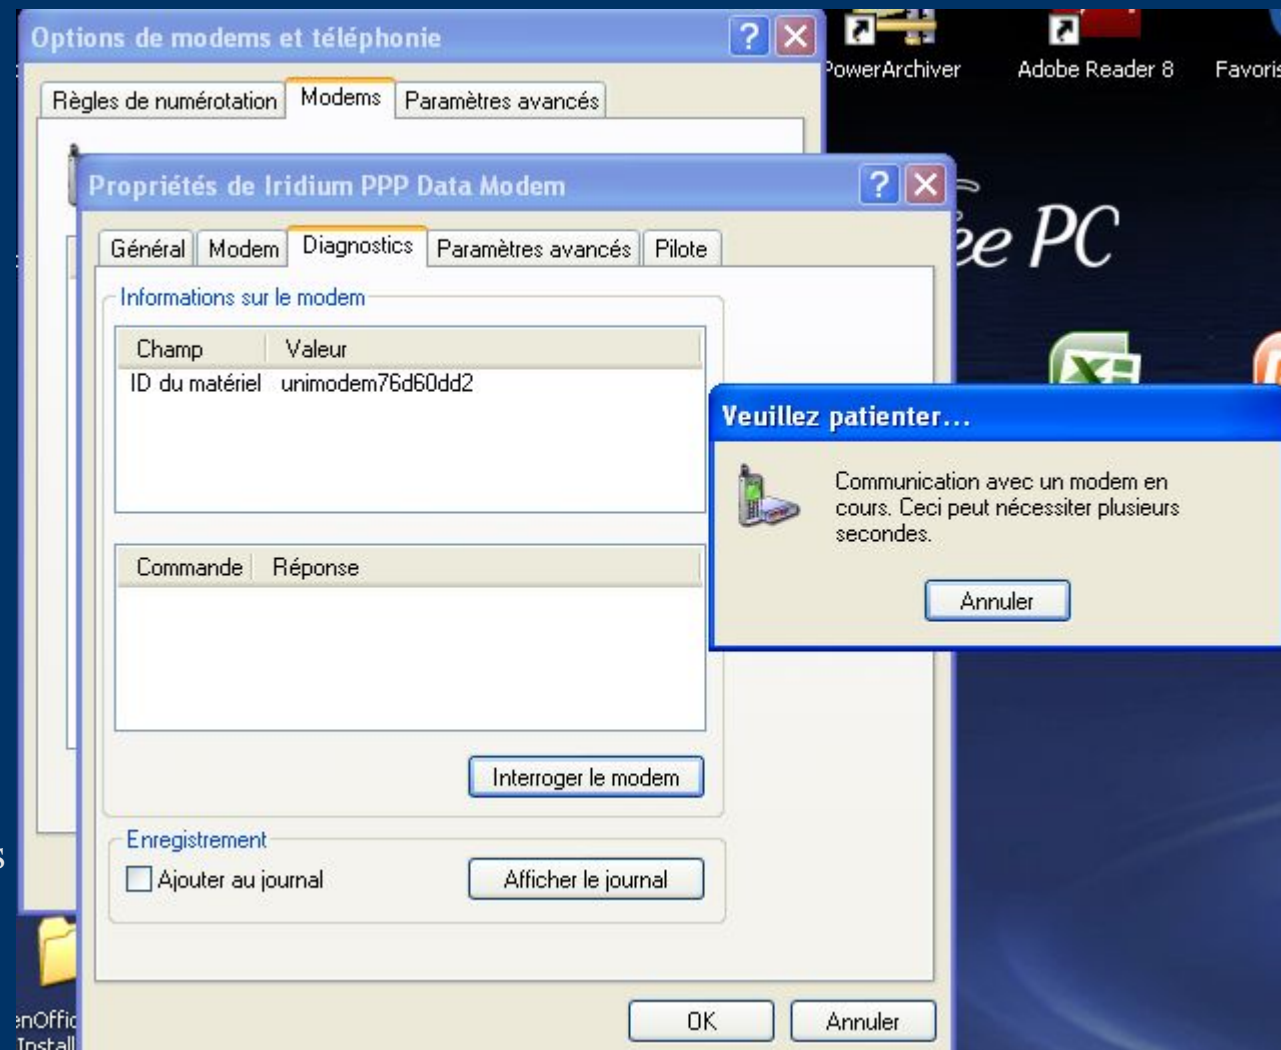 Options de modems et téléphonie
PowerArchiver
Adobe Reader 8
Favoris
Règles de numérotation
Modems
Paramètres avancés
Propriétés de Iridium PPP Data Modem
ee PC
Général
Modem
Diagnostics
Paramètres avancés
Pilote
Informations sur le modem
Champ
Valeur
ID du matériel
unimodem76d60dd2
Veuillez patienter...
Communication avec un modem en
cours. Ceci peut nécessiter plusieurs
secondes.
Annuler
Commande
Réponse
Interroger le modem
Enregistrement
s
Ajouter au journal
Afficher le journal
enOffic
Install
OK
Annuler